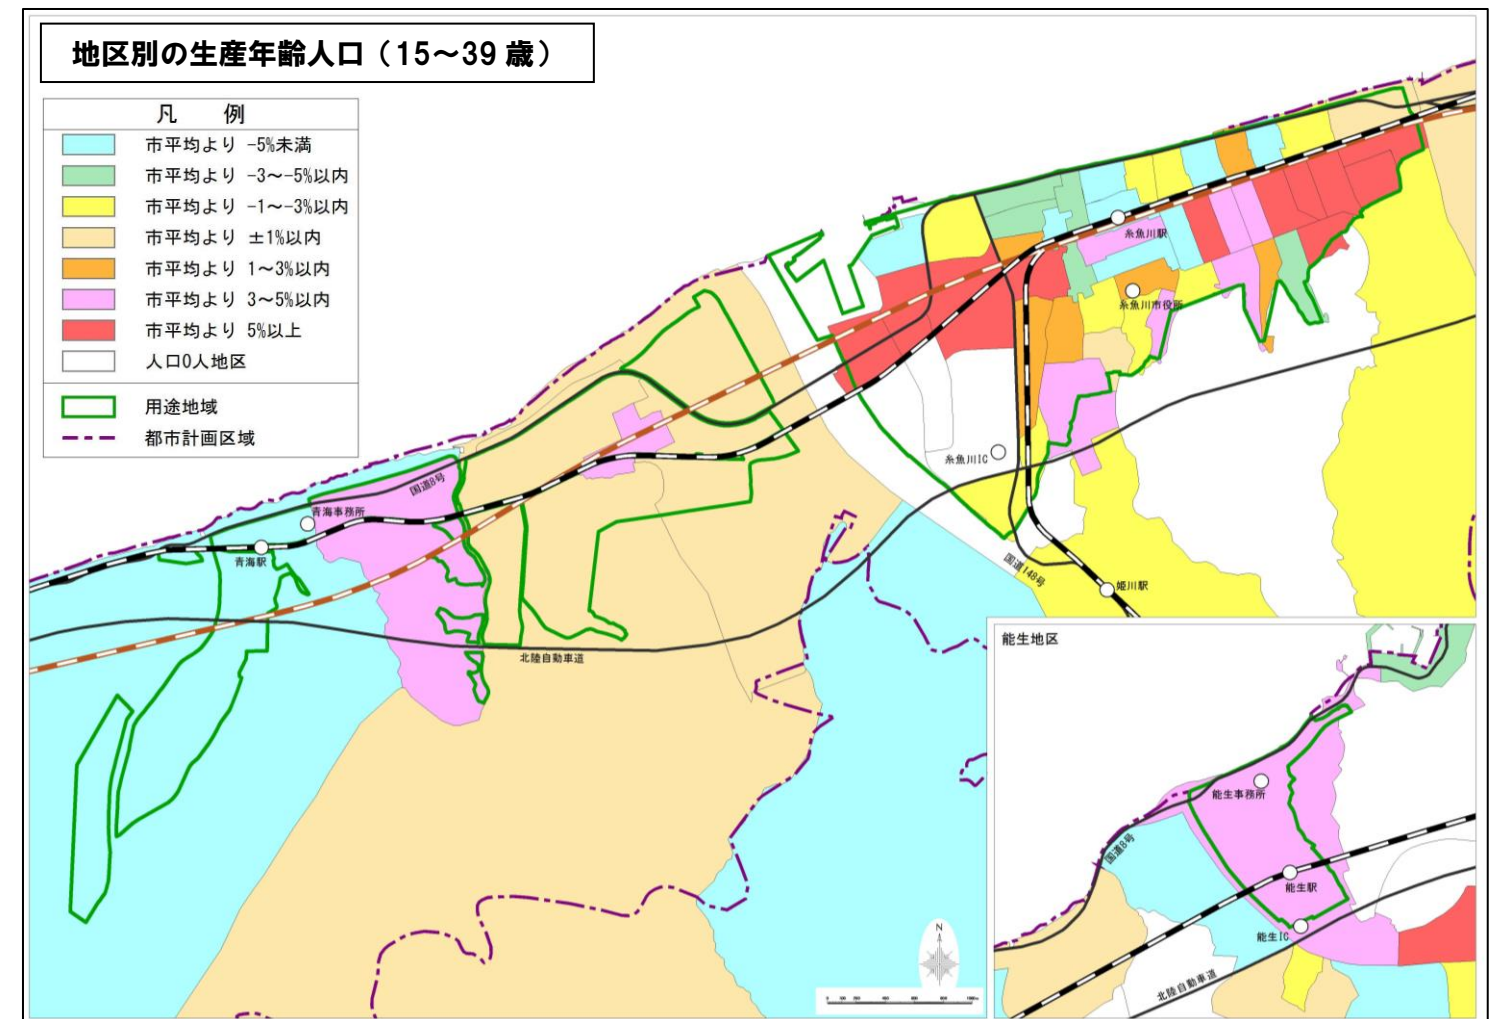 地区別の生産年齢人口（15～39 歳）
凡 例
市平均より -5%未満
市平均より -3～-5%以内
市平均より -1～-3%以内
市平均より ±1%以内
市平均より 1～3%以内
市平均より 3～5%以内
市平均より 5%以上
人口0人地区
用途地域
都市計画区域
糸魚川駅
糸魚川市役所
糸魚川IC
国道8号
青海事務所
青海駅
国道148号
姫川駅
北陸自動車道
能生地区
能生事務所
国道8号
能生駅
能生IC
北陸自動車道
N